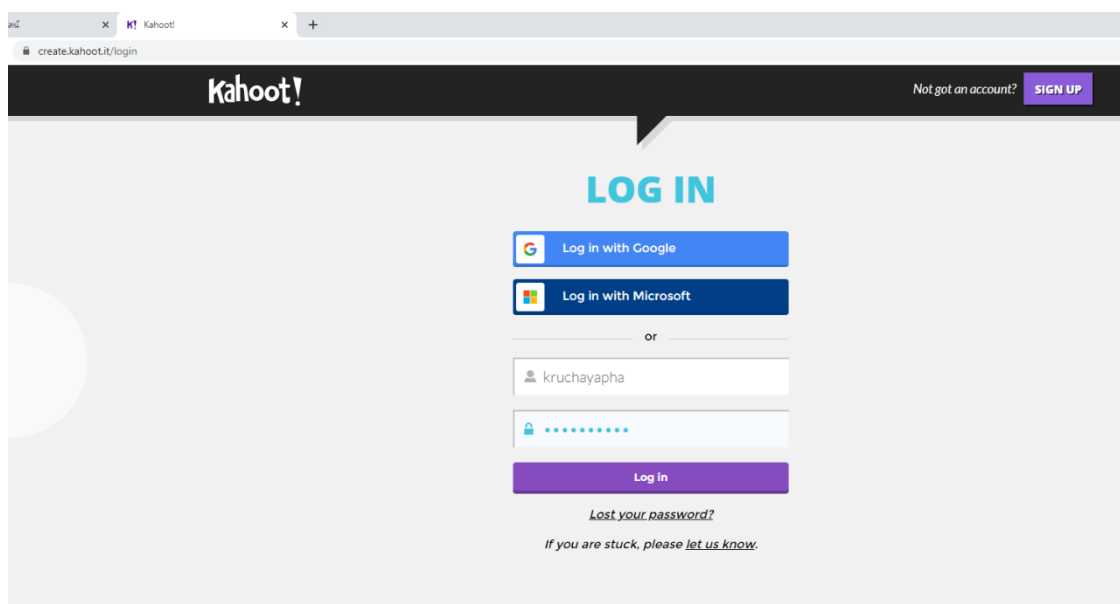 K! Kahoot!
create.kahoot.it/login
Kahoot!
Not got an account? SIGN UP
LOG IN
Log in with Google
Log in with Microsoft
or
kruchayapha
••••••••••
Log in
Lost your password?
If you are stuck, please let us know.